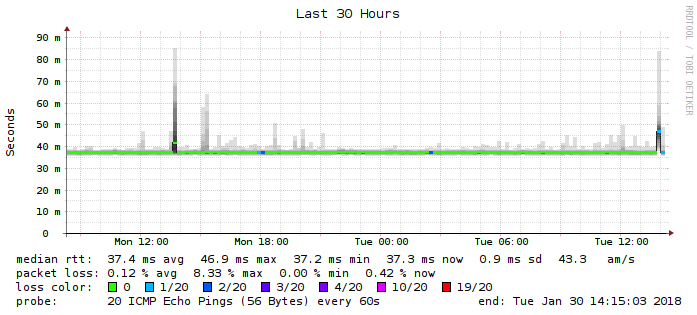 Last 30 Hours
RRDTOOL / TOBI OETIKER
Seconds
90 m
80 m
70 m
60 m
50 m
40 m
30 m
20 m
10 m
0
Mon 12:00 Mon 18:00 Tue 00:00 Tue 06:00 Tue 12:00
median rtt: 37.4 ms avg 46.9 ms max 37.2 ms min 37.3 ms now 0.9 ms sd 43.3 am/s
packet loss: 0.12 % avg 8.33 % max 0.00 % min 0.42 % now
loss color: 0 1/20 2/20 3/20 4/20 10/20 19/20
probe: 20 ICMP Echo Pings (56 Bytes) every 60s end: Tue Jan 30 14:15:03 2018